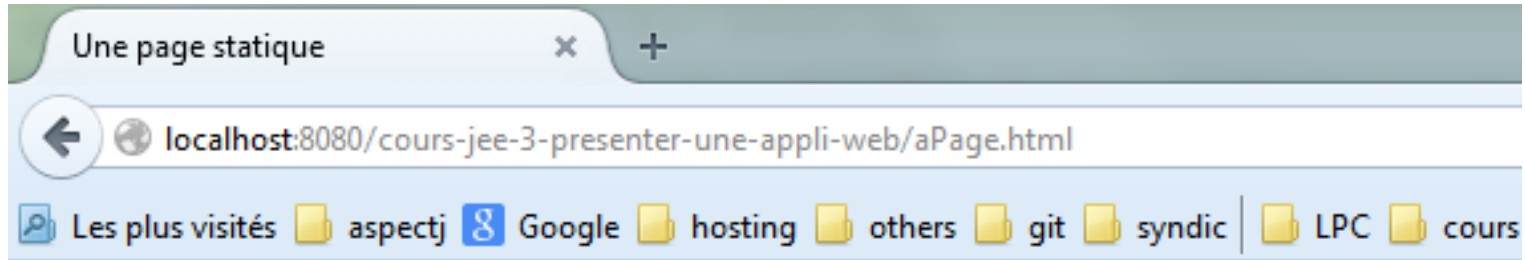 Une page statique
localhost:8080/cours-jee-3-presenter-une-appli-web/aPage.html
Les plus visités aspectj Google hosting others git syndic LPC cours